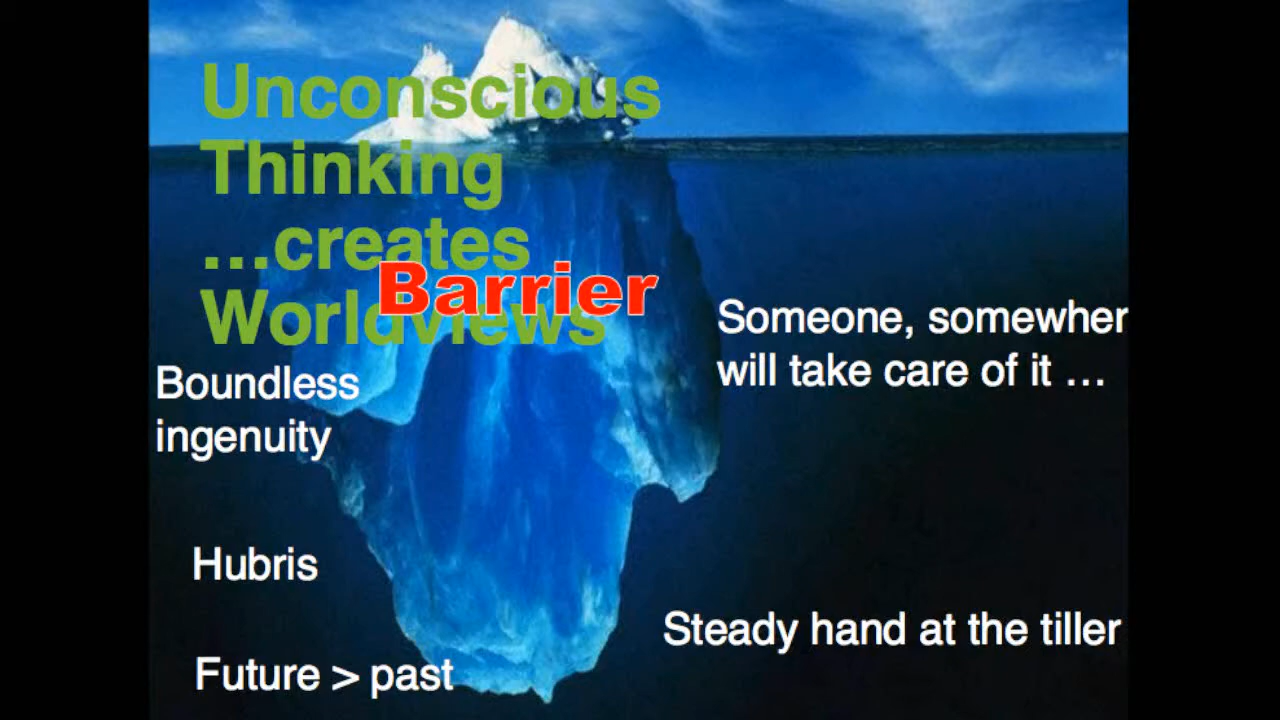 Unconscious
Thinking
…creates
Barrier
Worldviews
Someone, somewher
will take care of it …
Boundless
ingenuity
Hubris
Steady hand at the tiller
Future > past